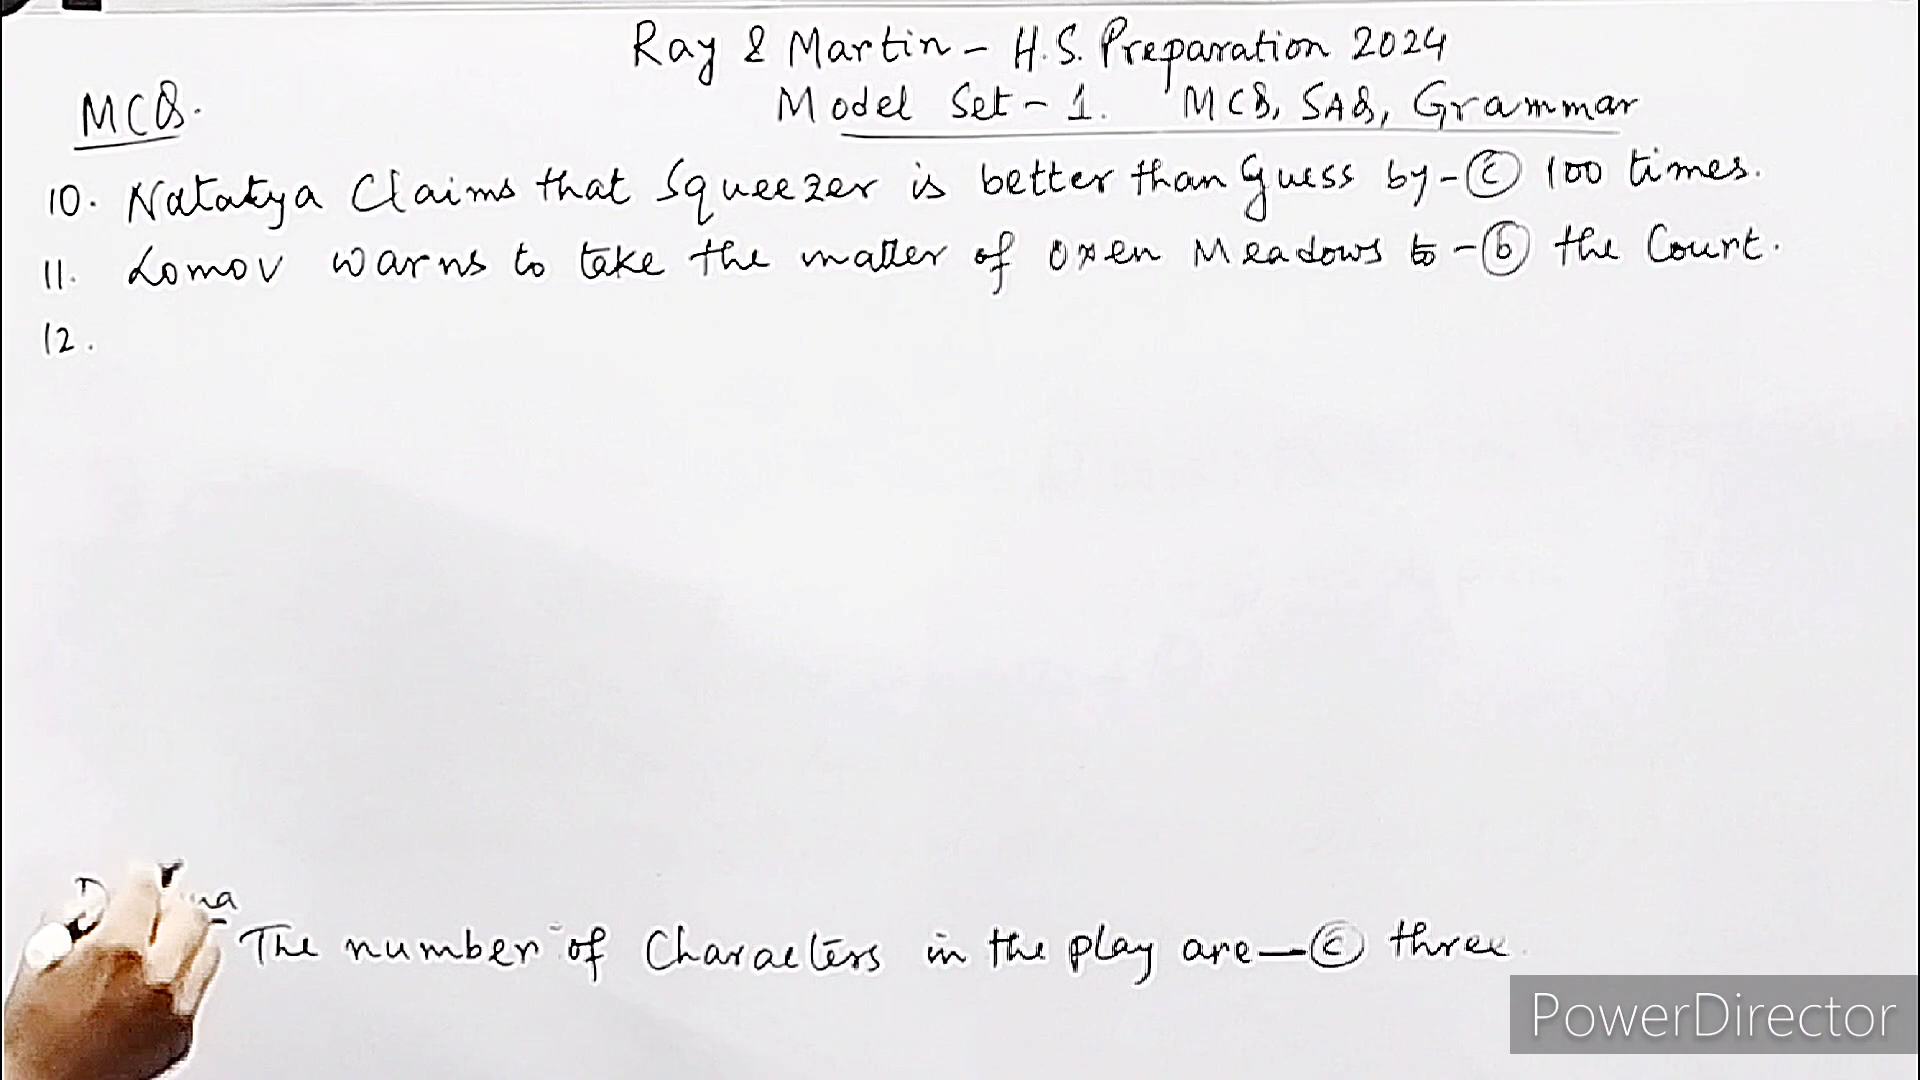 Ray & Martin - H.S. Preparation 2024
Model Set - 1. MCQ, SAQ, Grammar
MCQ.
10. Natalya Claims that Squeezer is better than Guess by - (c) 100 times.
11. Lomov warns to take the matter of Oxen Meadows to - (b) the Court.
12.
The number of Characters in the play are — (c) three.
PowerDirector